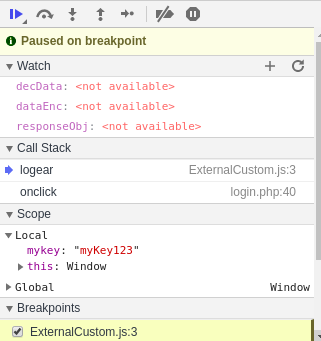 Paused on breakpoint
Watch
decData: <not available>
dataEnc: <not available>
responseObj: <not available>
Call Stack
logear ExternalCustom.js:3
onclick login.php:40
Scope
Local
mykey: "myKey123"
this: Window
Global Window
Breakpoints
ExternalCustom.js:3